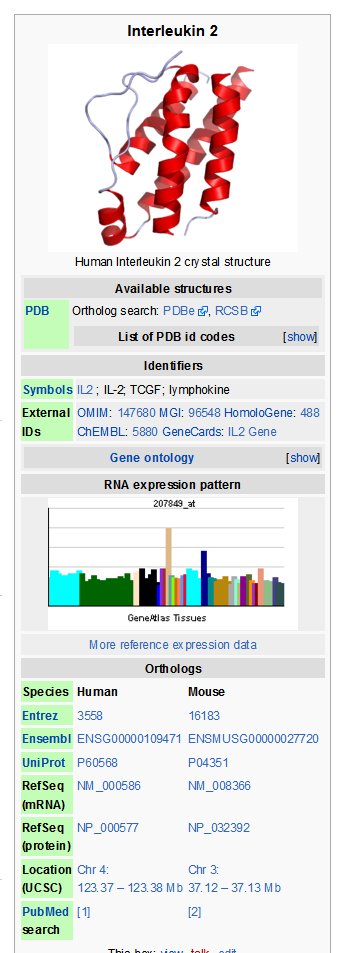 Interleukin 2
Human Interleukin 2 crystal structure
Available structures
PDB Ortholog search: PDBe, RCSB
List of PDB id codes [show]
Identifiers
Symbols IL2 ; IL-2; TCGF; lymphokine
External IDs OMIM: 147680 MGI: 96548 HomoloGene: 488
ChEMBL: 5880 GeneCards: IL2 Gene
Gene ontology [show]
RNA expression pattern
207849_at
GeneAtlas Tissues
More reference expression data
Orthologs
Species Human Mouse
Entrez 3558 16183
Ensembl ENSG00000109471 ENSMUSG00000027720
UniProt P60568 P04351
RefSeq (mRNA) NM_000586 NM_008366
RefSeq (protein) NP_000577 NP_032392
Location (UCSC) Chr 4: 123.37 – 123.38 Mb Chr 3: 37.12 – 37.13 Mb
PubMed search [1] [2]
This box: view talk edit